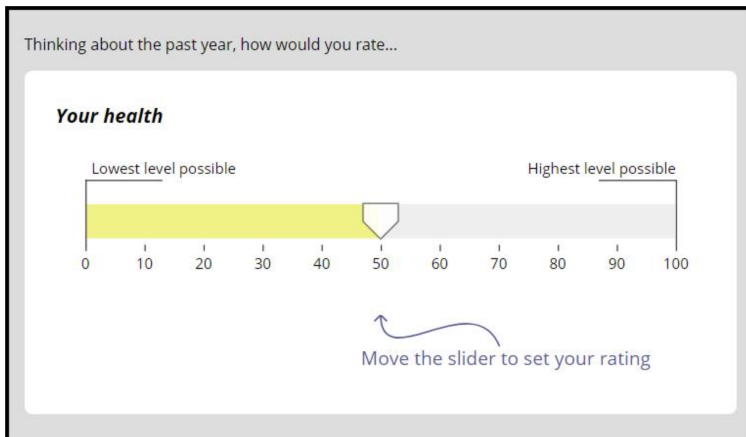 Thinking about the past year, how would you rate...
Your health
Lowest level possible
Highest level possible
0 10 20 30 40 50 60 70 80 90 100
Move the slider to set your rating